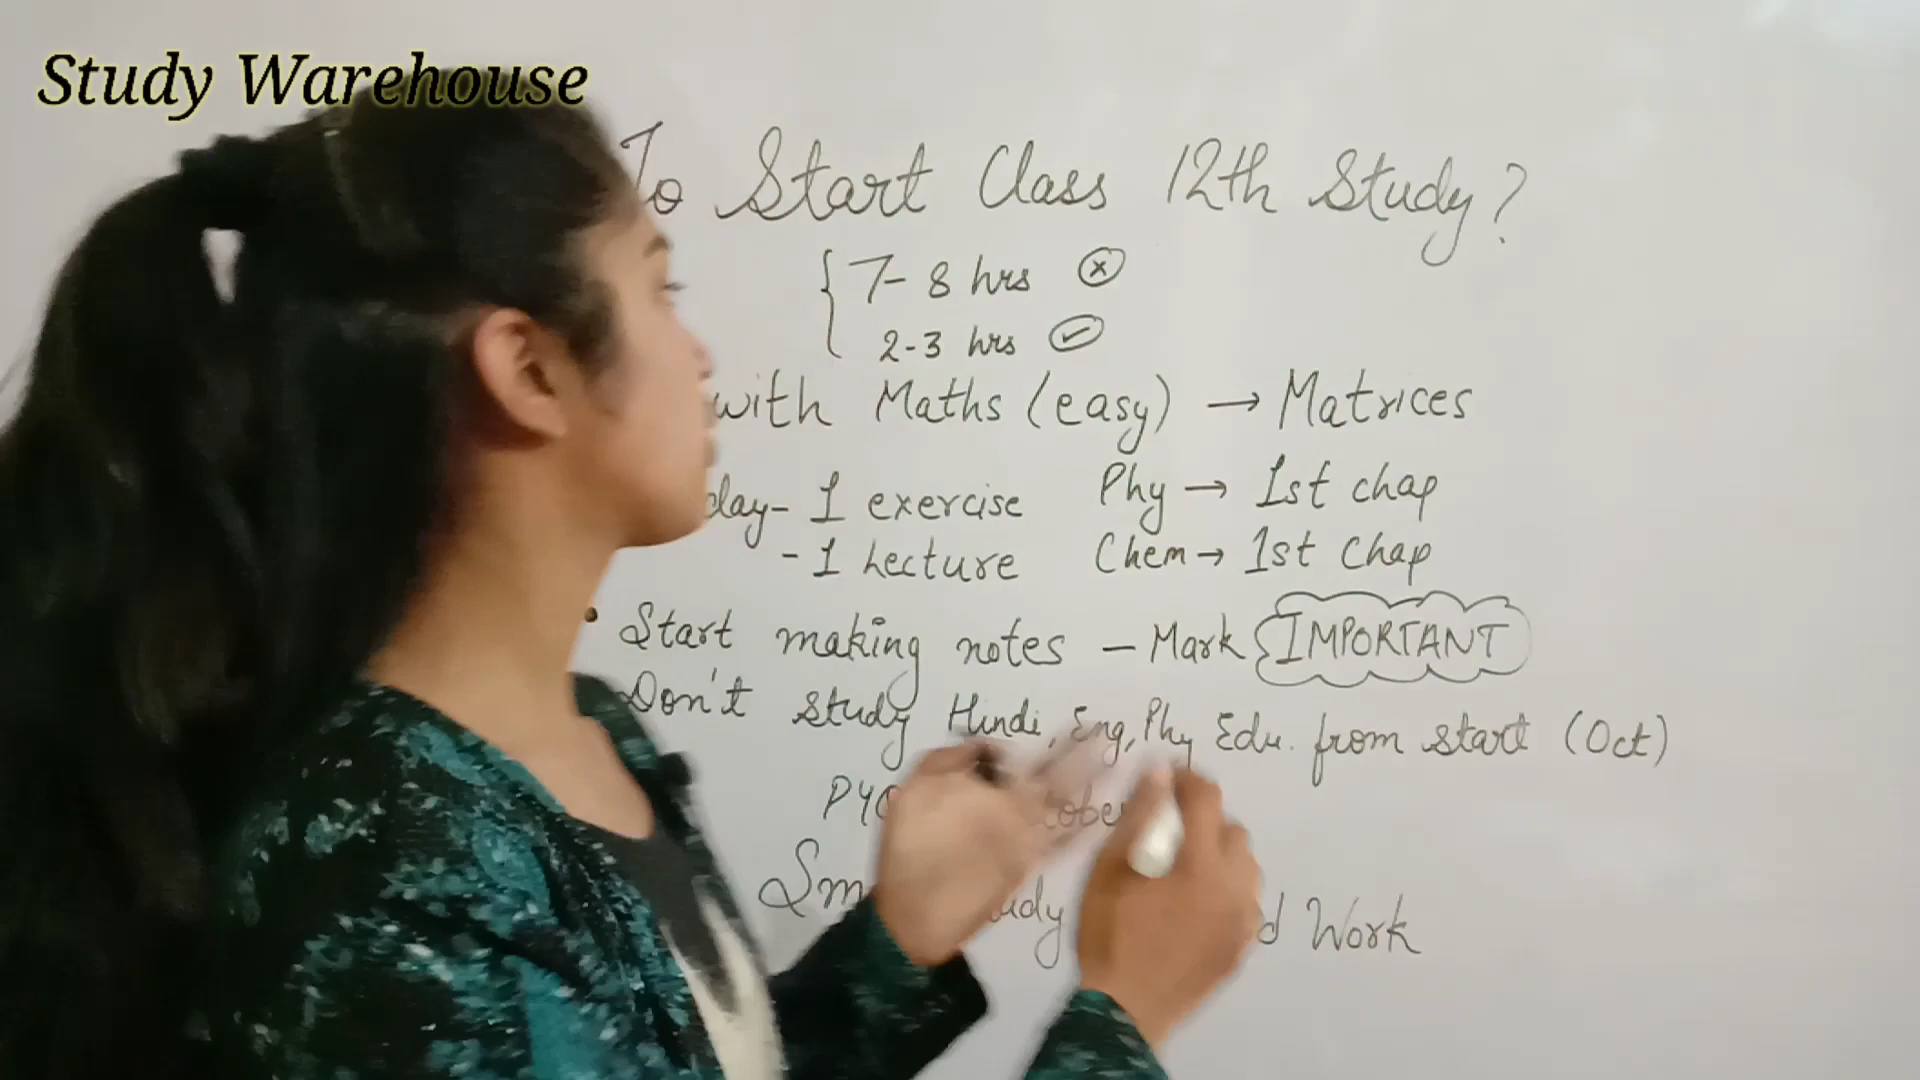 Study Warehouse
To Start Class 12th Study?
7-8 hrs
2-3 hrs
with Maths (easy) → Matrices
day- 1 exercise Phy → 1st chap
- 1 Lecture Chem → 1st Chap
• Start making notes - Mark IMPORTANT
Don't study Hindi, Eng, Phy Edu. from start (Oct)
Work